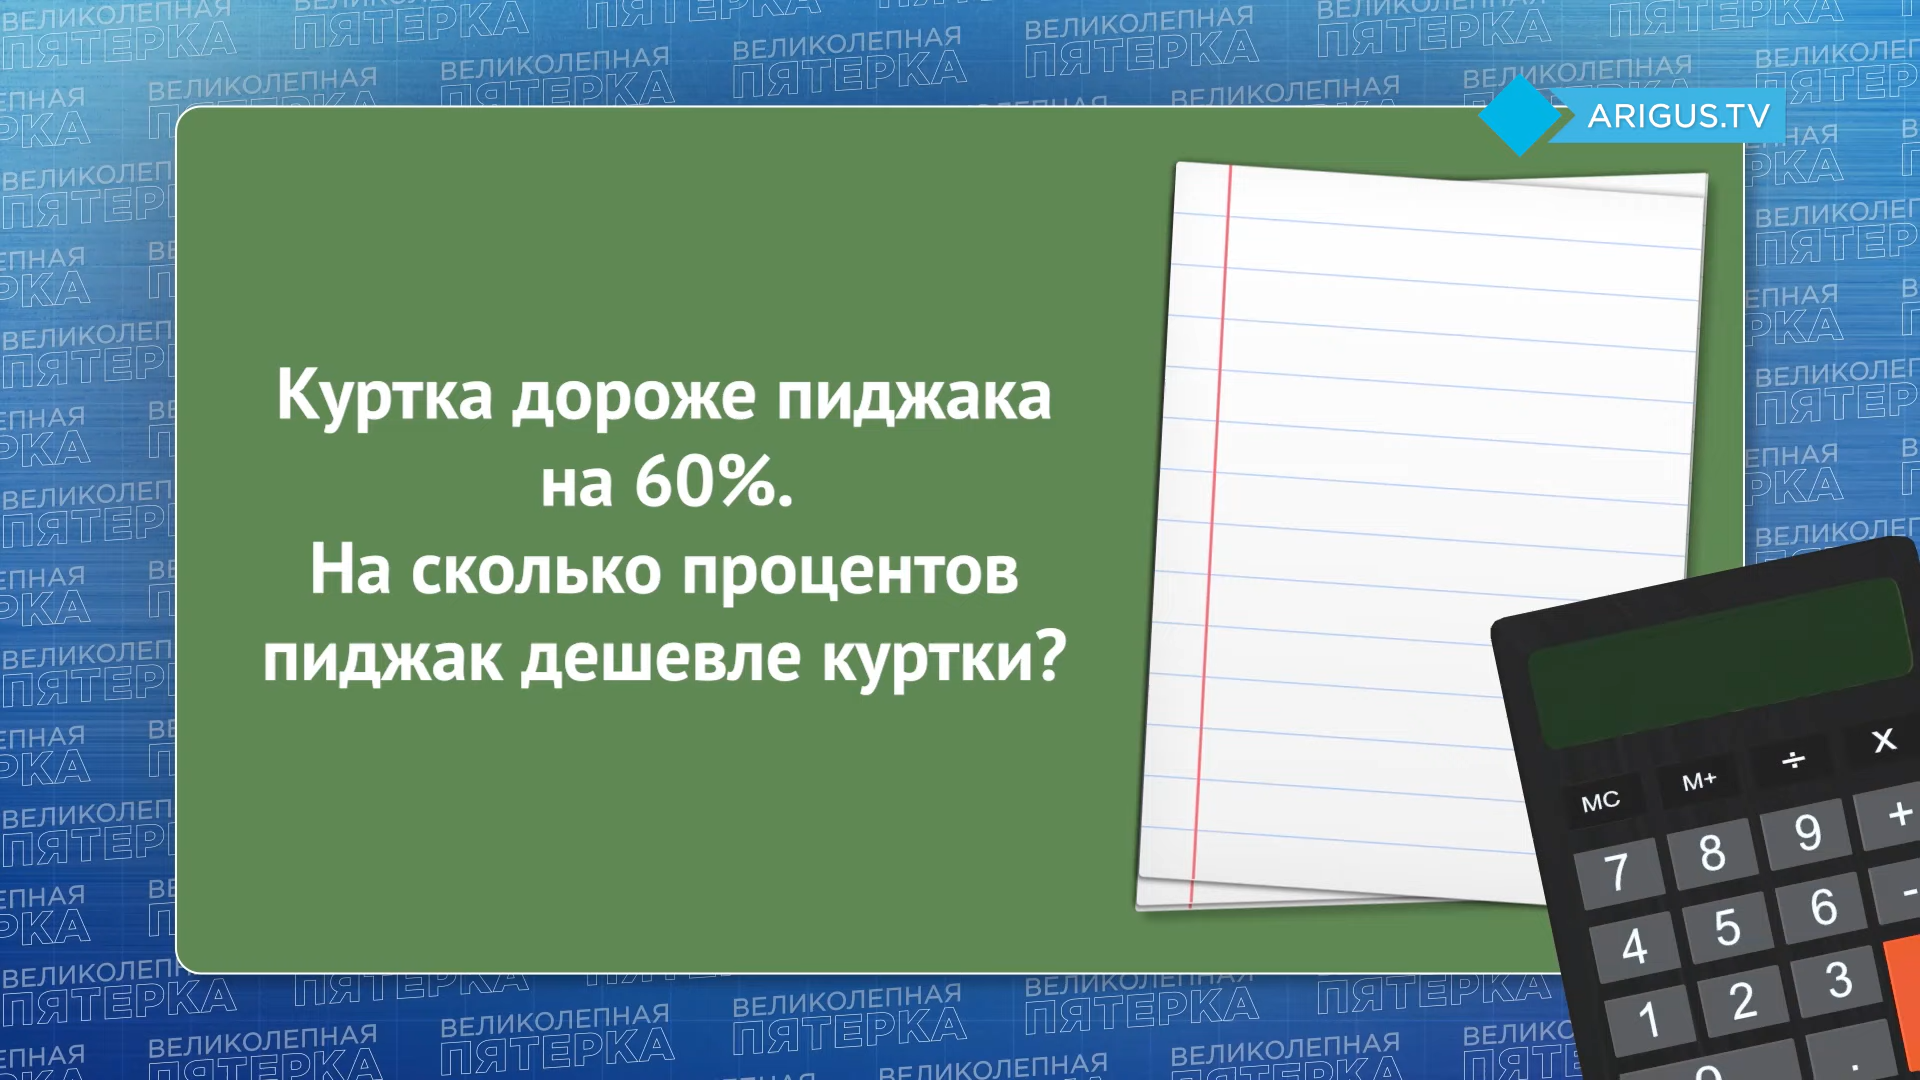 ARIGUS.TV
Куртка дороже пиджака
на 60%.
На сколько процентов
пиджак дешевле куртки?
ВЕЛИКОЛЕПНАЯ
ПЯТЕРКА
MC M+ ÷ X
7 8 9 +
4 5 6 -
1 2 3
0 .